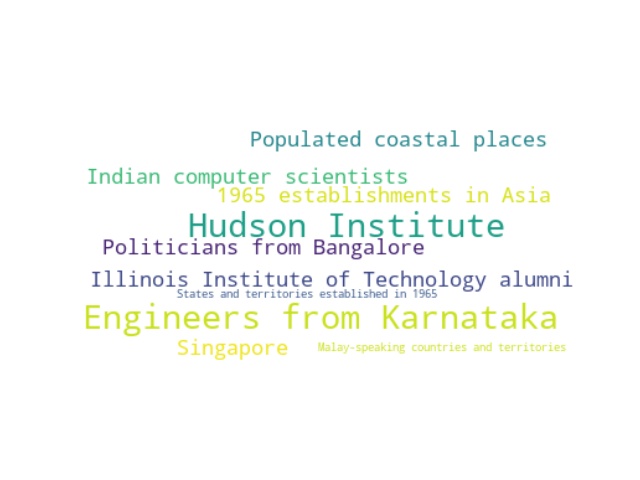 Populated coastal places
Indian computer scientists
1965 establishments in Asia
Hudson Institute
Politicians from Bangalore
Illinois Institute of Technology alumni
States and territories established in 1965
Engineers from Karnataka
Singapore
Malay-speaking countries and territories